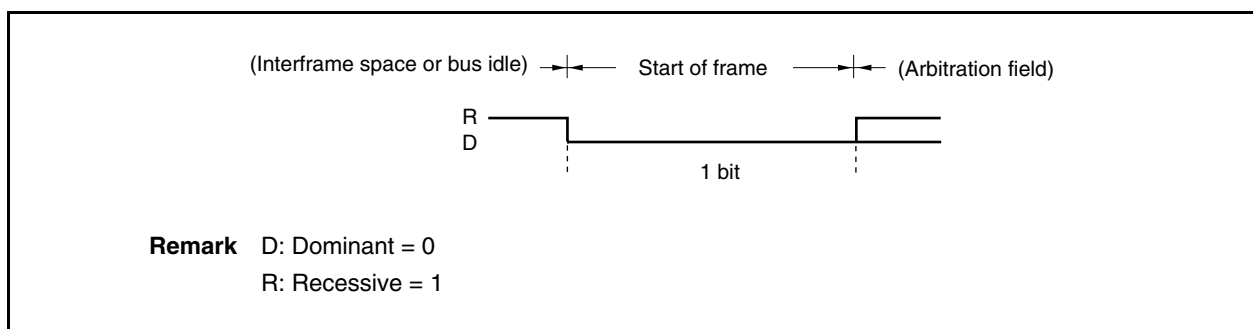 (Interframe space or bus idle) Start of frame (Arbitration field)
R
D
1 bit
Remark D: Dominant = 0
R: Recessive = 1